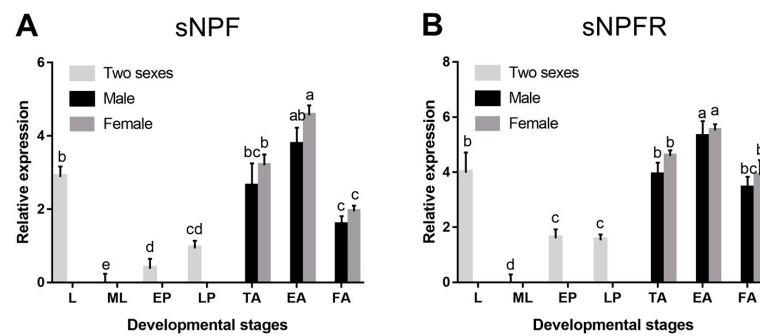 A
sNPF
Relative expression
6
4
2
0
Two sexes
Male
Female
b
e
d
cd
bc
b
ab
a
c
c
L ML EP LP TA EA FA
Developmental stages
B
sNPFR
Relative expression
8
6
4
2
0
Two sexes
Male
Female
b
d
c
c
b
b
a
a
bc
b
L ML EP LP TA EA FA
Developmental stages